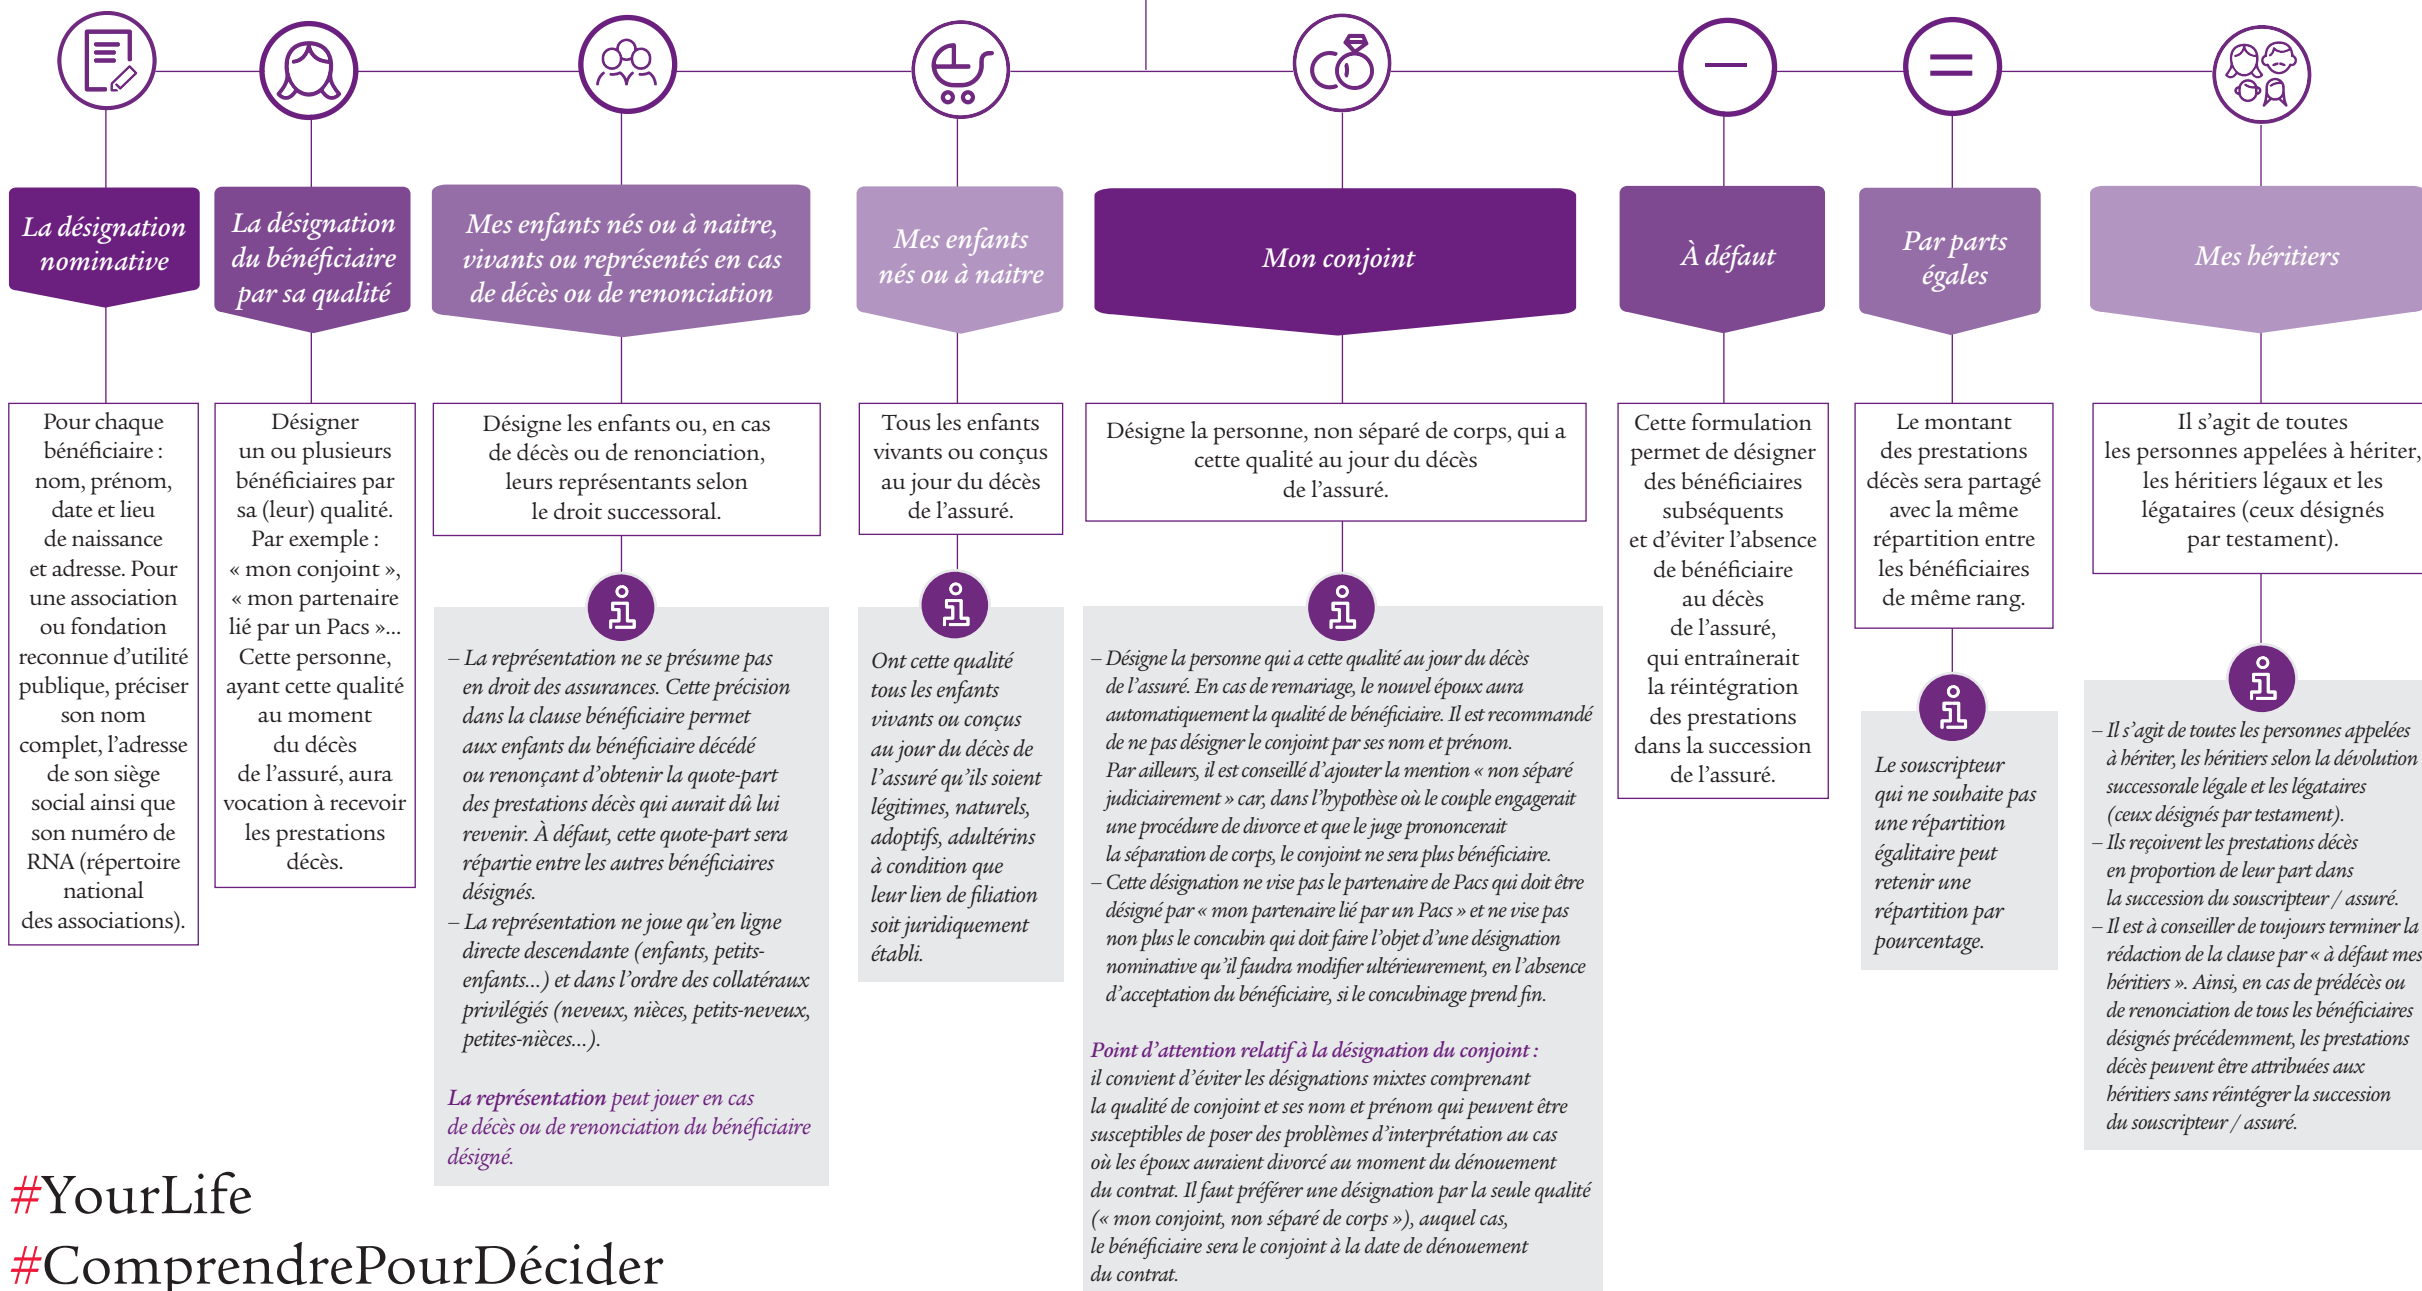 La désignation
nominative
Pour chaque
bénéficiaire :
nom, prénom,
date et lieu
de naissance
et adresse. Pour
une association
ou fondation
reconnue d’utilité
publique, préciser
son nom
complet, l’adresse
de son siège
social ainsi que
son numéro de
RNA (répertoire
national
des associations).
La désignation
du bénéficiaire
par sa qualité
Désigner
un ou plusieurs
bénéficiaires par
sa (leur) qualité.
Par exemple :
« mon conjoint »,
« mon partenaire
lié par un Pacs »...
Cette personne,
ayant cette qualité
au moment
du décès
de l’assuré, aura
vocation à recevoir
les prestations
décès.
Mes enfants nés ou à naitre,
vivants ou représentés en cas
de décès ou de renonciation
Désigne les enfants ou, en cas
de décès ou de renonciation,
leurs représentants selon
le droit successoral.
– La représentation ne se présume pas
en droit des assurances. Cette précision
dans la clause bénéficiaire permet
aux enfants du bénéficiaire décédé
ou renonçant d’obtenir la quote-part
des prestations décès qui aurait dû lui
revenir. À défaut, cette quote-part sera
répartie entre les autres bénéficiaires
désignés.
– La représentation ne joue qu’en ligne
directe descendante (enfants, petits-
enfants...) et dans l’ordre des collatéraux
privilégiés (neveux, nièces, petits-neveux,
petites-nièces...).
La représentation peut jouer en cas
de décès ou de renonciation du bénéficiaire
désigné.
Mes enfants
nés ou à naitre
Tous les enfants
vivants ou conçus
au jour du décès
de l’assuré.
Ont cette qualité
tous les enfants
vivants ou conçus
au jour du décès de
l’assuré qu’ils soient
légitimes, naturels,
adoptifs, adultérins
à condition que
leur lien de filiation
soit juridiquement
établi.
Mon conjoint
Désigne la personne, non séparé de corps, qui a
cette qualité au jour du décès
de l’assuré.
– Désigne la personne qui a cette qualité au jour du décès
de l’assuré. En cas de remariage, le nouvel époux aura
automatiquement la qualité de bénéficiaire. Il est recommandé
de ne pas désigner le conjoint par ses nom et prénom.
Par ailleurs, il est conseillé d’ajouter la mention « non séparé
judiciairement » car, dans l’hypothèse où le couple engagerait
une procédure de divorce et que le juge prononcerait
la séparation de corps, le conjoint ne sera plus bénéficiaire.
– Cette désignation ne vise pas le partenaire de Pacs qui doit être
désigné par « mon partenaire lié par un Pacs » et ne vise pas
non plus le concubin qui doit faire l’objet d’une désignation
nominative qu’il faudra modifier ultérieurement, en l’absence
d’acceptation du bénéficiaire, si le concubinage prend fin.
Point d’attention relatif à la désignation du conjoint :
il convient d’éviter les désignations mixtes comprenant
la qualité de conjoint et ses nom et prénom qui peuvent être
susceptibles de poser des problèmes d’interprétation au cas
où les époux auraient divorcé au moment du dénouement
du contrat. Il faut préférer une désignation par la seule qualité
(« mon conjoint, non séparé de corps »), auquel cas,
le bénéficiaire sera le conjoint à la date de dénouement
du contrat.
À défaut
Cette formulation
permet de désigner
des bénéficiaires
subséquents
et d’éviter l’absence
de bénéficiaire
au décès
de l’assuré,
qui entraînerait
la réintégration
des prestations
dans la succession
de l’assuré.
Par parts
égales
Le montant
des prestations
décès sera partagé
avec la même
répartition entre
les bénéficiaires
de même rang.
Le souscripteur
qui ne souhaite pas
une répartition
égalitaire peut
retenir une
répartition par
pourcentage.
Mes héritiers
Il s’agit de toutes
les personnes appelées à hériter,
les héritiers légaux et les
légataires (ceux désignés
par testament).
– Il s’agit de toutes les personnes appelées
à hériter, les héritiers selon la dévolution
successorale légale et les légataires
(ceux désignés par testament).
– Ils reçoivent les prestations décès
en proportion de leur part dans
la succession du souscripteur / assuré.
– Il est à conseiller de toujours terminer la
rédaction de la clause par « à défaut mes
héritiers ». Ainsi, en cas de prédécès ou
de renonciation de tous les bénéficiaires
désignés précédemment, les prestations
décès peuvent être attribuées aux
héritiers sans réintégrer la succession
du souscripteur / assuré.
#YourLife
#ComprendrePourDécider